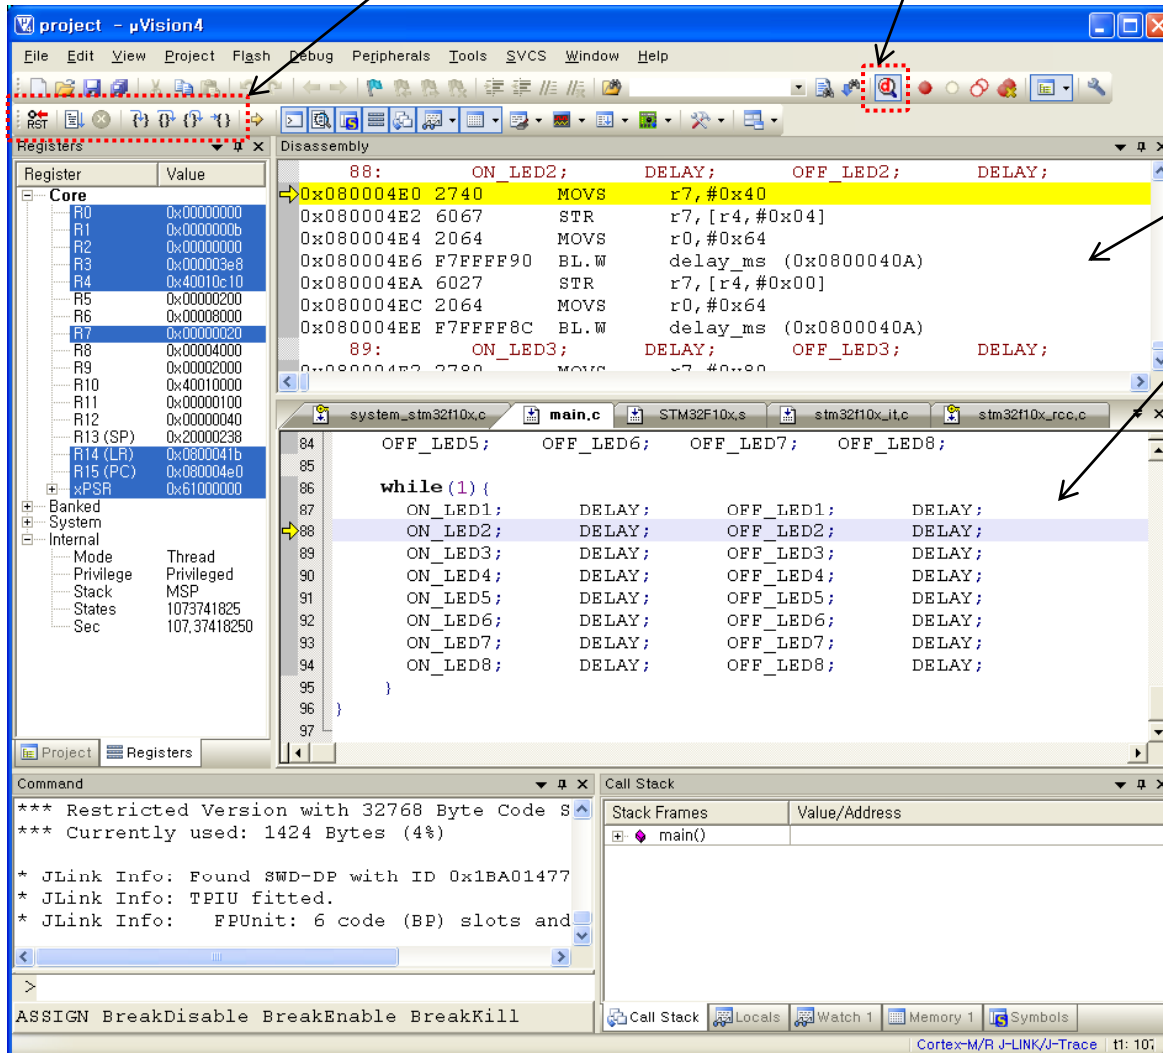 project - µVision4
File Edit View Project Flash Debug Peripherals Tools SVCS Window Help
RST
Registers
Register Value
Core
R0 0x00000000
R1 0x0000000b
R2 0x00000000
R3 0x000003e8
R4 0x40010c10
R5 0x00000200
R6 0x00008000
R7 0x00000020
R8 0x00004000
R9 0x00002000
R10 0x40010000
R11 0x00000100
R12 0x00000040
R13 (SP) 0x20000238
R14 (LR) 0x0800041b
R15 (PC) 0x080004e0
xPSR 0x61000000
Banked
System
Internal
Mode Thread
Privilege Privileged
Stack MSP
States 1073741825
Sec 107,37418250
Project Registers
Disassembly
88: ON_LED2; DELAY; OFF_LED2; DELAY;
0x080004E0 2740 MOVS r7,#0x40
0x080004E2 6067 STR r7,[r4,#0x04]
0x080004E4 2064 MOVS r0,#0x64
0x080004E6 F7FFFF90 BL.W delay_ms (0x0800040A)
0x080004EA 6027 STR r7,[r4,#0x00]
0x080004EC 2064 MOVS r0,#0x64
0x080004EE F7FFFF8C BL.W delay_ms (0x0800040A)
89: ON_LED3; DELAY; OFF_LED3; DELAY;
0x080004F2 2780 MOVS r7,#0x80
system_stm32f10x,c main,c STM32F10x,s stm32f10x_it,c stm32f10x_rcc,c
84 OFF_LED5; OFF_LED6; OFF_LED7; OFF_LED8;
85
86 while(1){
87 ON_LED1; DELAY; OFF_LED1; DELAY;
88 ON_LED2; DELAY; OFF_LED2; DELAY;
89 ON_LED3; DELAY; OFF_LED3; DELAY;
90 ON_LED4; DELAY; OFF_LED4; DELAY;
91 ON_LED5; DELAY; OFF_LED5; DELAY;
92 ON_LED6; DELAY; OFF_LED6; DELAY;
93 ON_LED7; DELAY; OFF_LED7; DELAY;
94 ON_LED8; DELAY; OFF_LED8; DELAY;
95 }
96 }
97
Command
*** Restricted Version with 32768 Byte Code S
*** Currently used: 1424 Bytes (4%)
* JLink Info: Found SWD-DP with ID 0x1BA01477
* JLink Info: TPIU fitted.
* JLink Info: FPUnit: 6 code (BP) slots and
>
ASSIGN BreakDisable BreakEnable BreakKill
Call Stack
Stack Frames Value/Address
main()
Call Stack Locals Watch 1 Memory 1 Symbols
Cortex-M/R J-LINK/J-Trace t1: 107